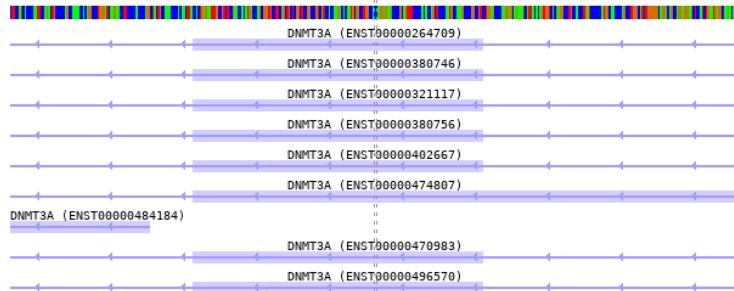 DNMT3A (ENST00000264709)
DNMT3A (ENST00000380746)
DNMT3A (ENST00000321117)
DNMT3A (ENST00000380756)
DNMT3A (ENST00000402667)
DNMT3A (ENST00000474807)
DNMT3A (ENST00000484184)
DNMT3A (ENST00000470983)
DNMT3A (ENST00000496570)